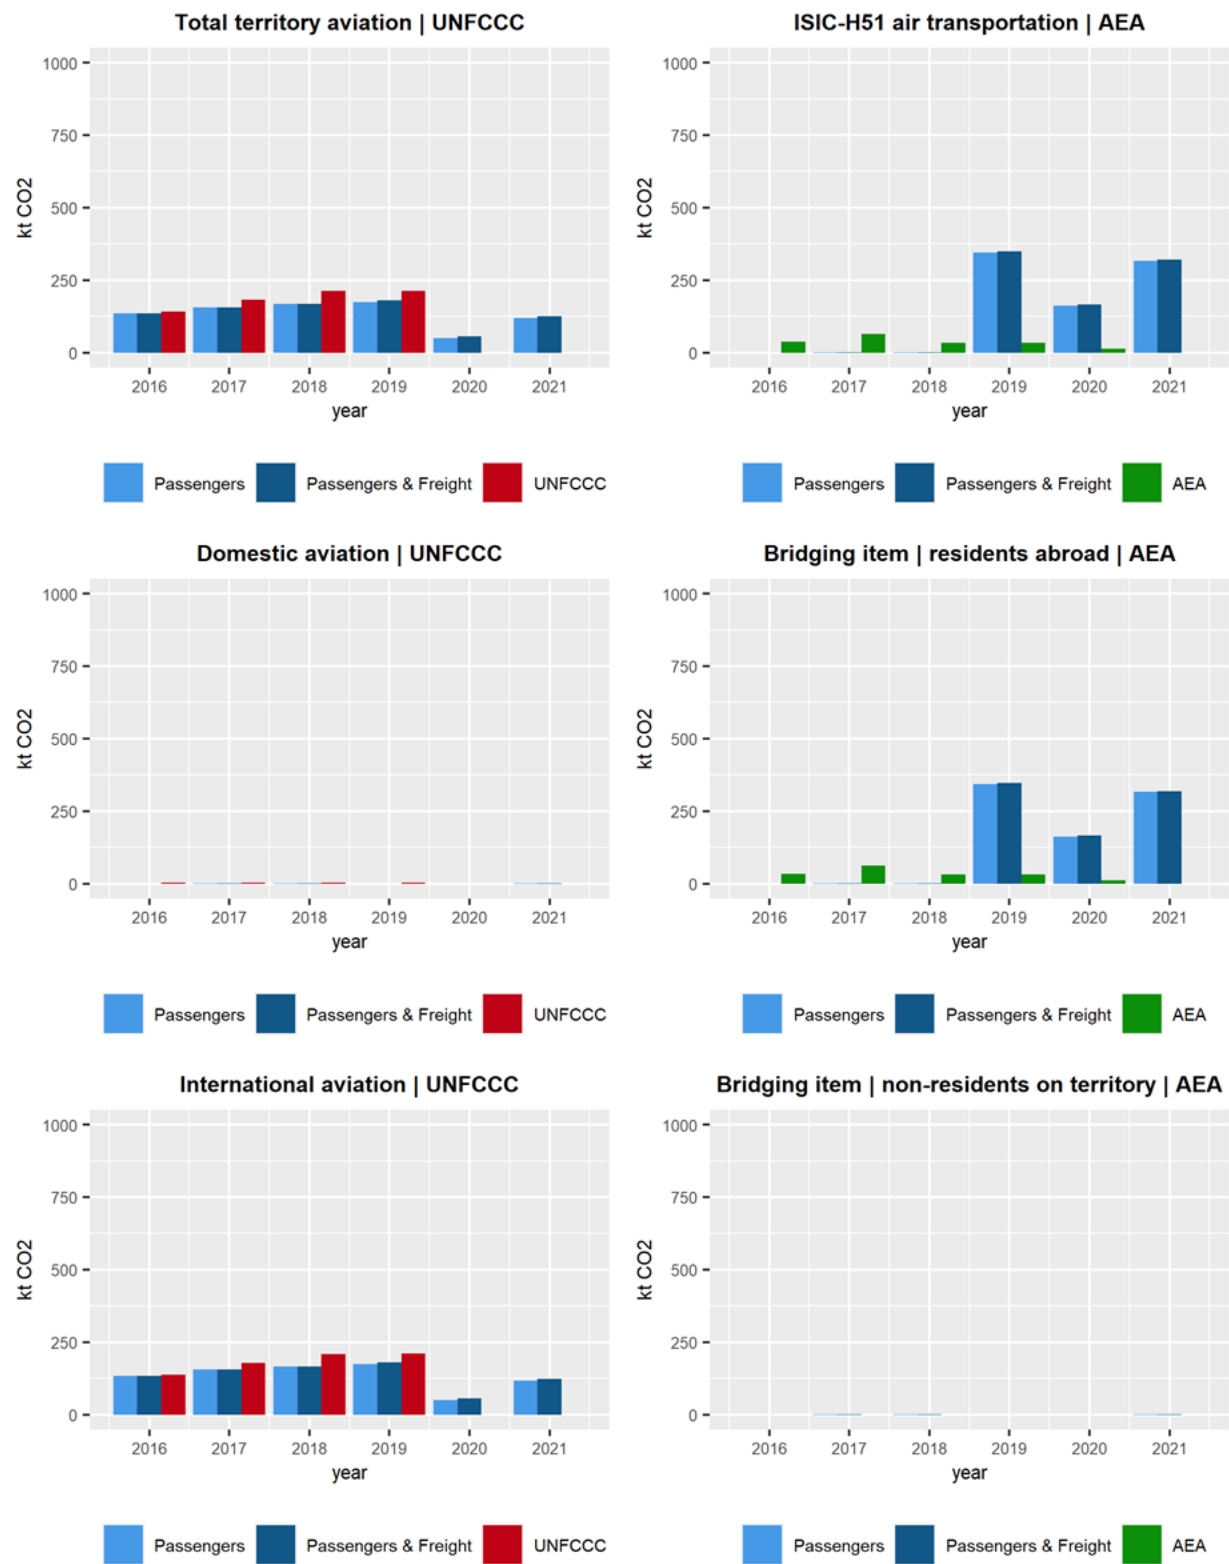 Total territory aviation | UNFCCC
1000
750
500
250
0
kt CO2
2016 2017 2018 2019 2020 2021
year
Passengers Passengers & Freight UNFCCC
ISIC-H51 air transportation | AEA
1000
750
500
250
0
kt CO2
2016 2017 2018 2019 2020 2021
year
Passengers Passengers & Freight AEA
Domestic aviation | UNFCCC
1000
750
500
250
0
kt CO2
2016 2017 2018 2019 2020 2021
year
Passengers Passengers & Freight UNFCCC
Bridging item | residents abroad | AEA
1000
750
500
250
0
kt CO2
2016 2017 2018 2019 2020 2021
year
Passengers Passengers & Freight AEA
International aviation | UNFCCC
1000
750
500
250
0
kt CO2
2016 2017 2018 2019 2020 2021
year
Passengers Passengers & Freight UNFCCC
Bridging item | non-residents on territory | AEA
1000
750
500
250
0
kt CO2
2016 2017 2018 2019 2020 2021
year
Passengers Passengers & Freight AEA